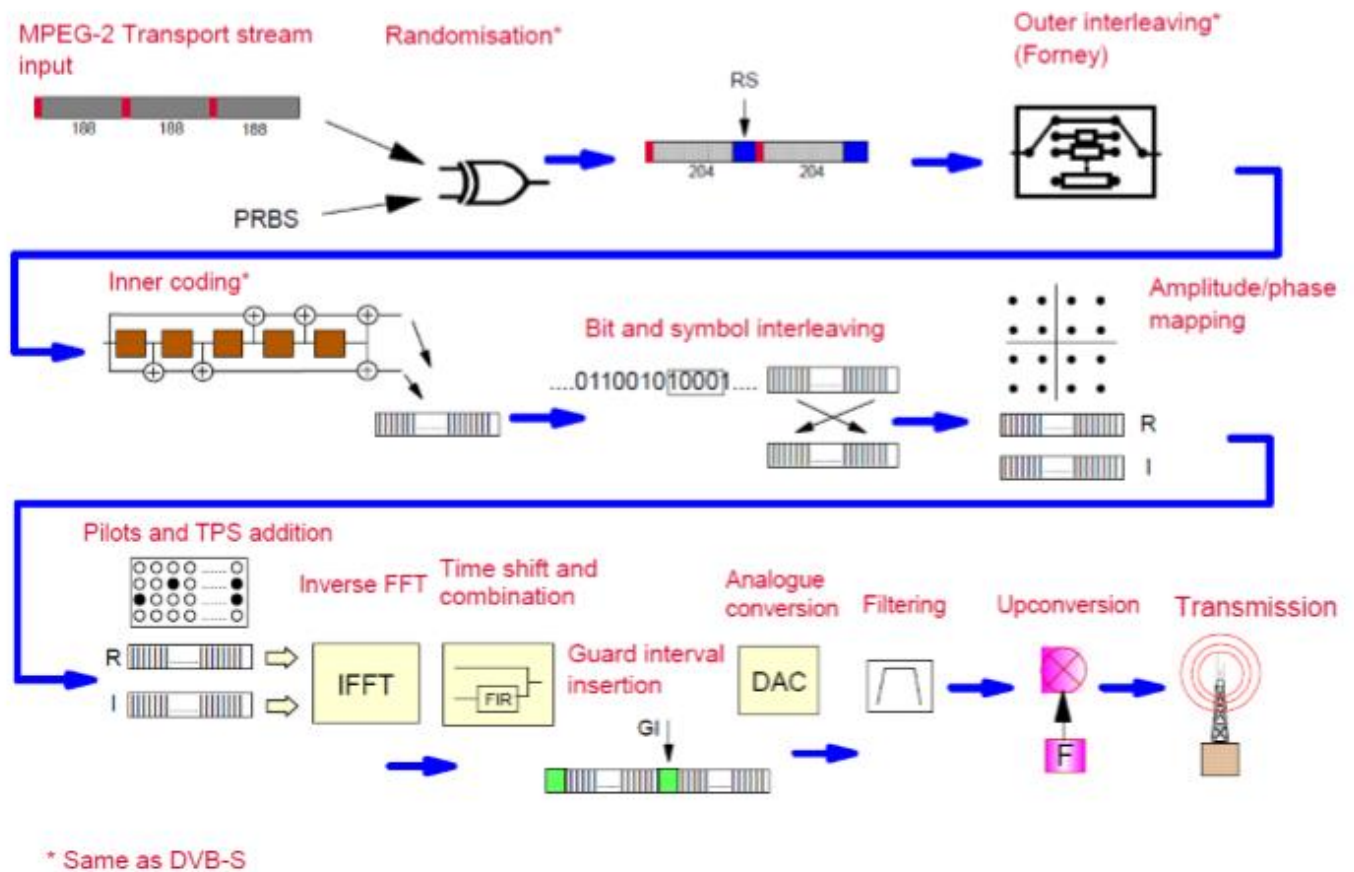 MPEG-2 Transport stream
input
Randomisation*
Outer interleaving*
(Forney)
RS
188 188 188
204 204
PRBS
Inner coding*
Bit and symbol interleaving
Amplitude/phase
mapping
....011001010001....
R
I
Pilots and TPS addition
Inverse FFT
Time shift and
combination
Guard interval
insertion
Analogue
conversion
Filtering
Upconversion
Transmission
R
I
IFFT
FIR
DAC
GI
F
* Same as DVB-S